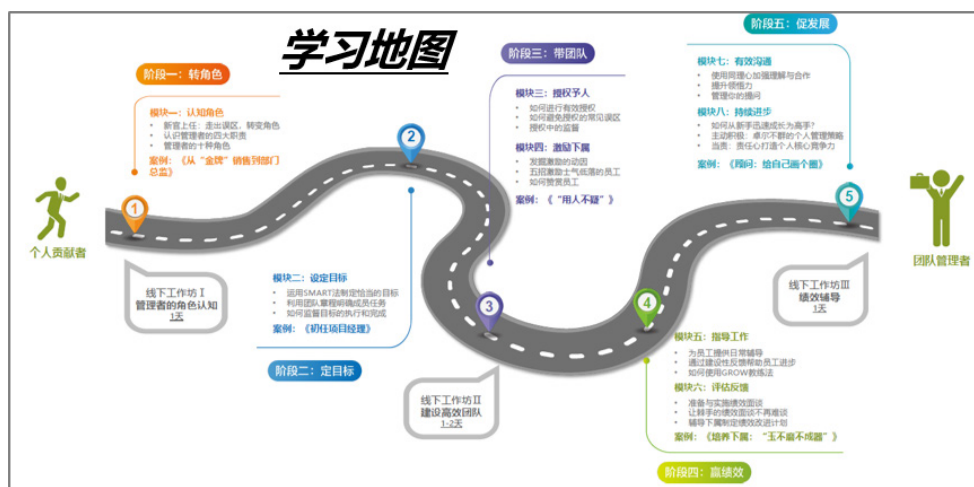 学习地图
阶段一：转角色
模块一：认知角色
• 新官上任：走出误区，转变角色
• 认识管理者的四大职责
• 管理者的十种角色
案例：《从“金牌”销售到部门
总监》
1
个人贡献者
线下工作坊Ⅰ
管理者的角色认知
1天
2
模块二：设定目标
• 运用SMART法制定恰当的目标
• 利用团队章程明确成员任务
• 如何监督目标的执行和完成
案例：《初任项目经理》
阶段二：定目标
阶段三：带团队
模块三：授权予人
• 如何进行有效授权
• 如何避免授权的常见误区
• 授权中的监督
模块四：激励下属
• 发掘激励的动因
• 五招激励士气低落的员工
• 如何赞赏员工
案例：《“用人不疑”》
3
线下工作坊Ⅱ
建设高效团队
1-2天
4
模块五：指导工作
• 为员工提供日常辅导
• 通过建设性反馈帮助员工进步
• 如何使用GROW教练法
模块六：评估反馈
• 准备与实施绩效面谈
• 让棘手的绩效面谈不再难谈
• 辅导下属制定绩效改进计划
案例：《培养下属：“玉不磨不成器”》
阶段四：赢绩效
阶段五：促发展
模块七：有效沟通
• 使用同理心加强理解与合作
• 提升领悟力
• 管理你的提问
模块八：持续进步
• 如何从新手迅速成长为高手？
• 主动积极：卓尔不群的个人管理策略
• 当责：责任心打造个人核心竞争力
案例：《顾问：给自己画个圈》
5
线下工作坊Ⅲ
绩效辅导
1天
团队管理者